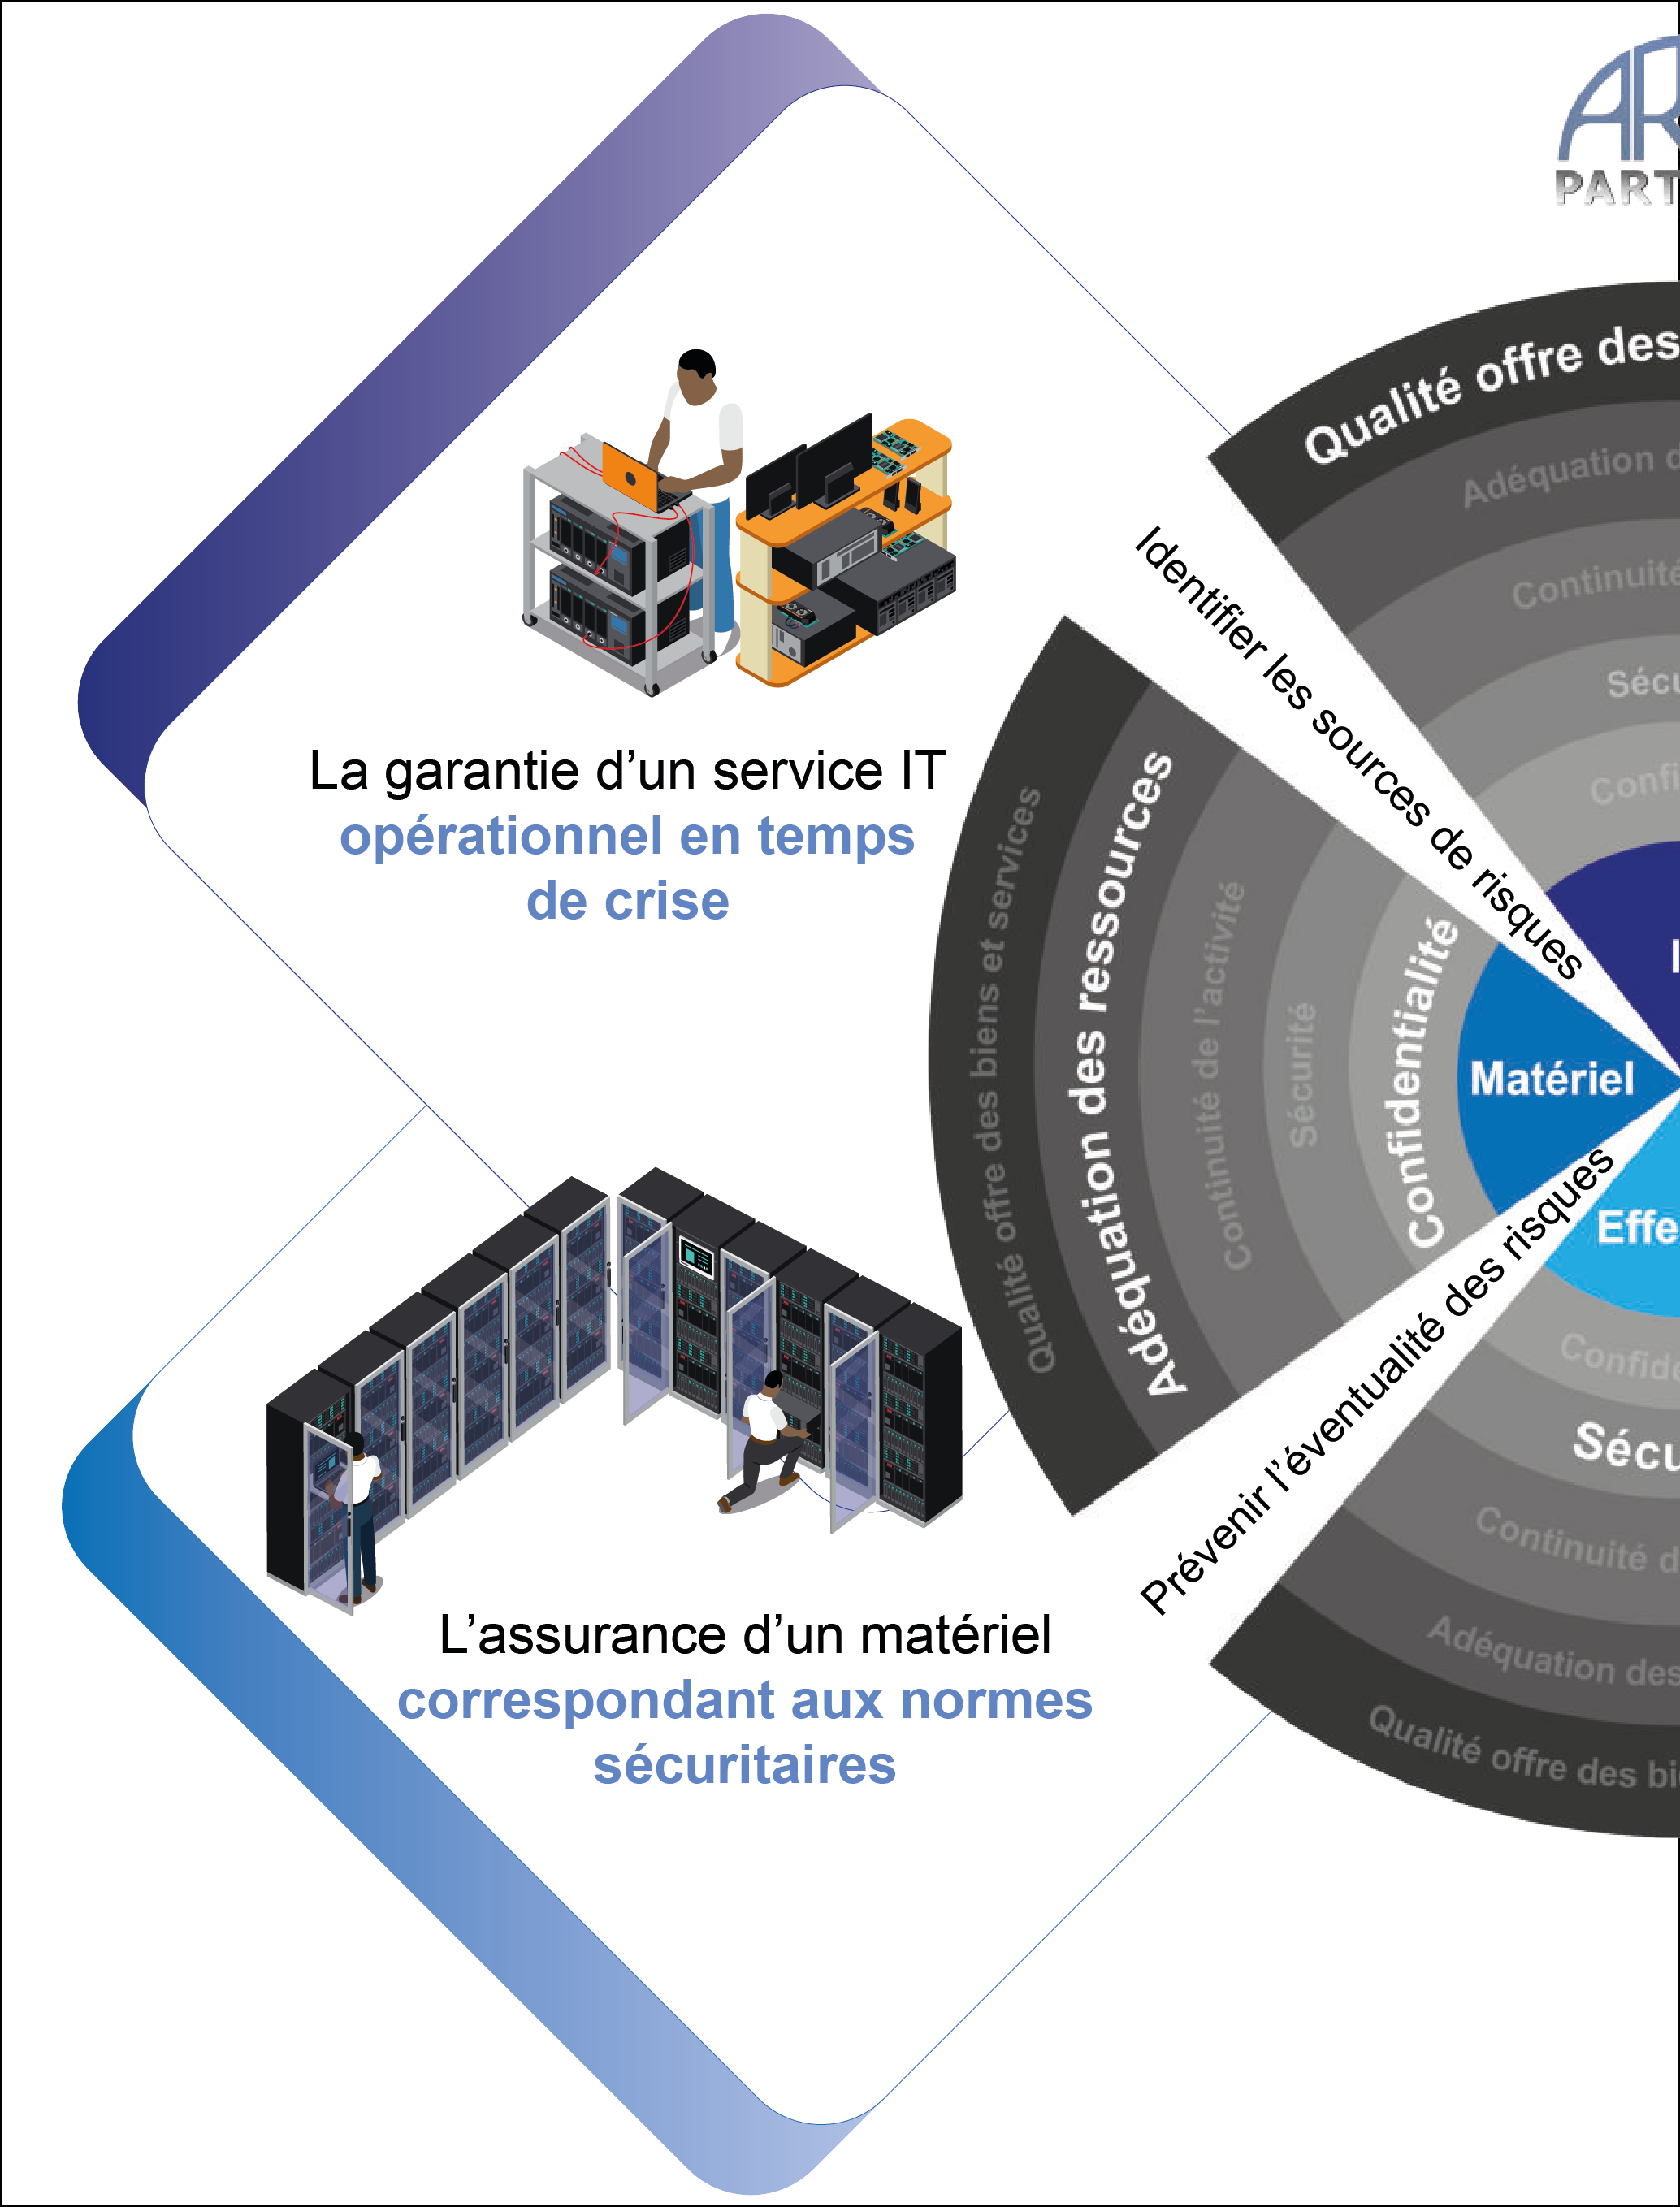 La garantie d’un service IT
opérationnel en temps
de crise
L’assurance d’un matériel
correspondant aux normes
sécuritaires
PART
Qualité offre des
Adéquation
Continuité
Sécu
Confi
Identifier les sources de risques
Qualité offre des biens et services
Adéquation des ressources
Continuité de l’activité
Sécurité
Confidentialité
Matériel
Prévenir l’éventualité des risques
Effe
Confide
Sécu
Continuité d
Adéquation des
Qualité offre des bi